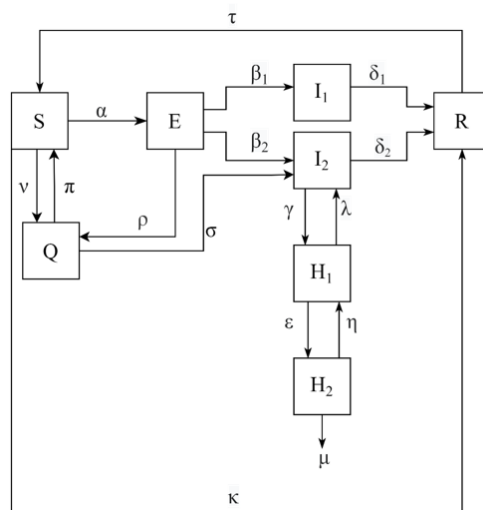 τ
S
α
E
β₁
I₁
δ₁
R
β₂
I₂
δ₂
ν
π
ρ
σ
Q
γ
λ
H₁
ε
η
H₂
μ
κ